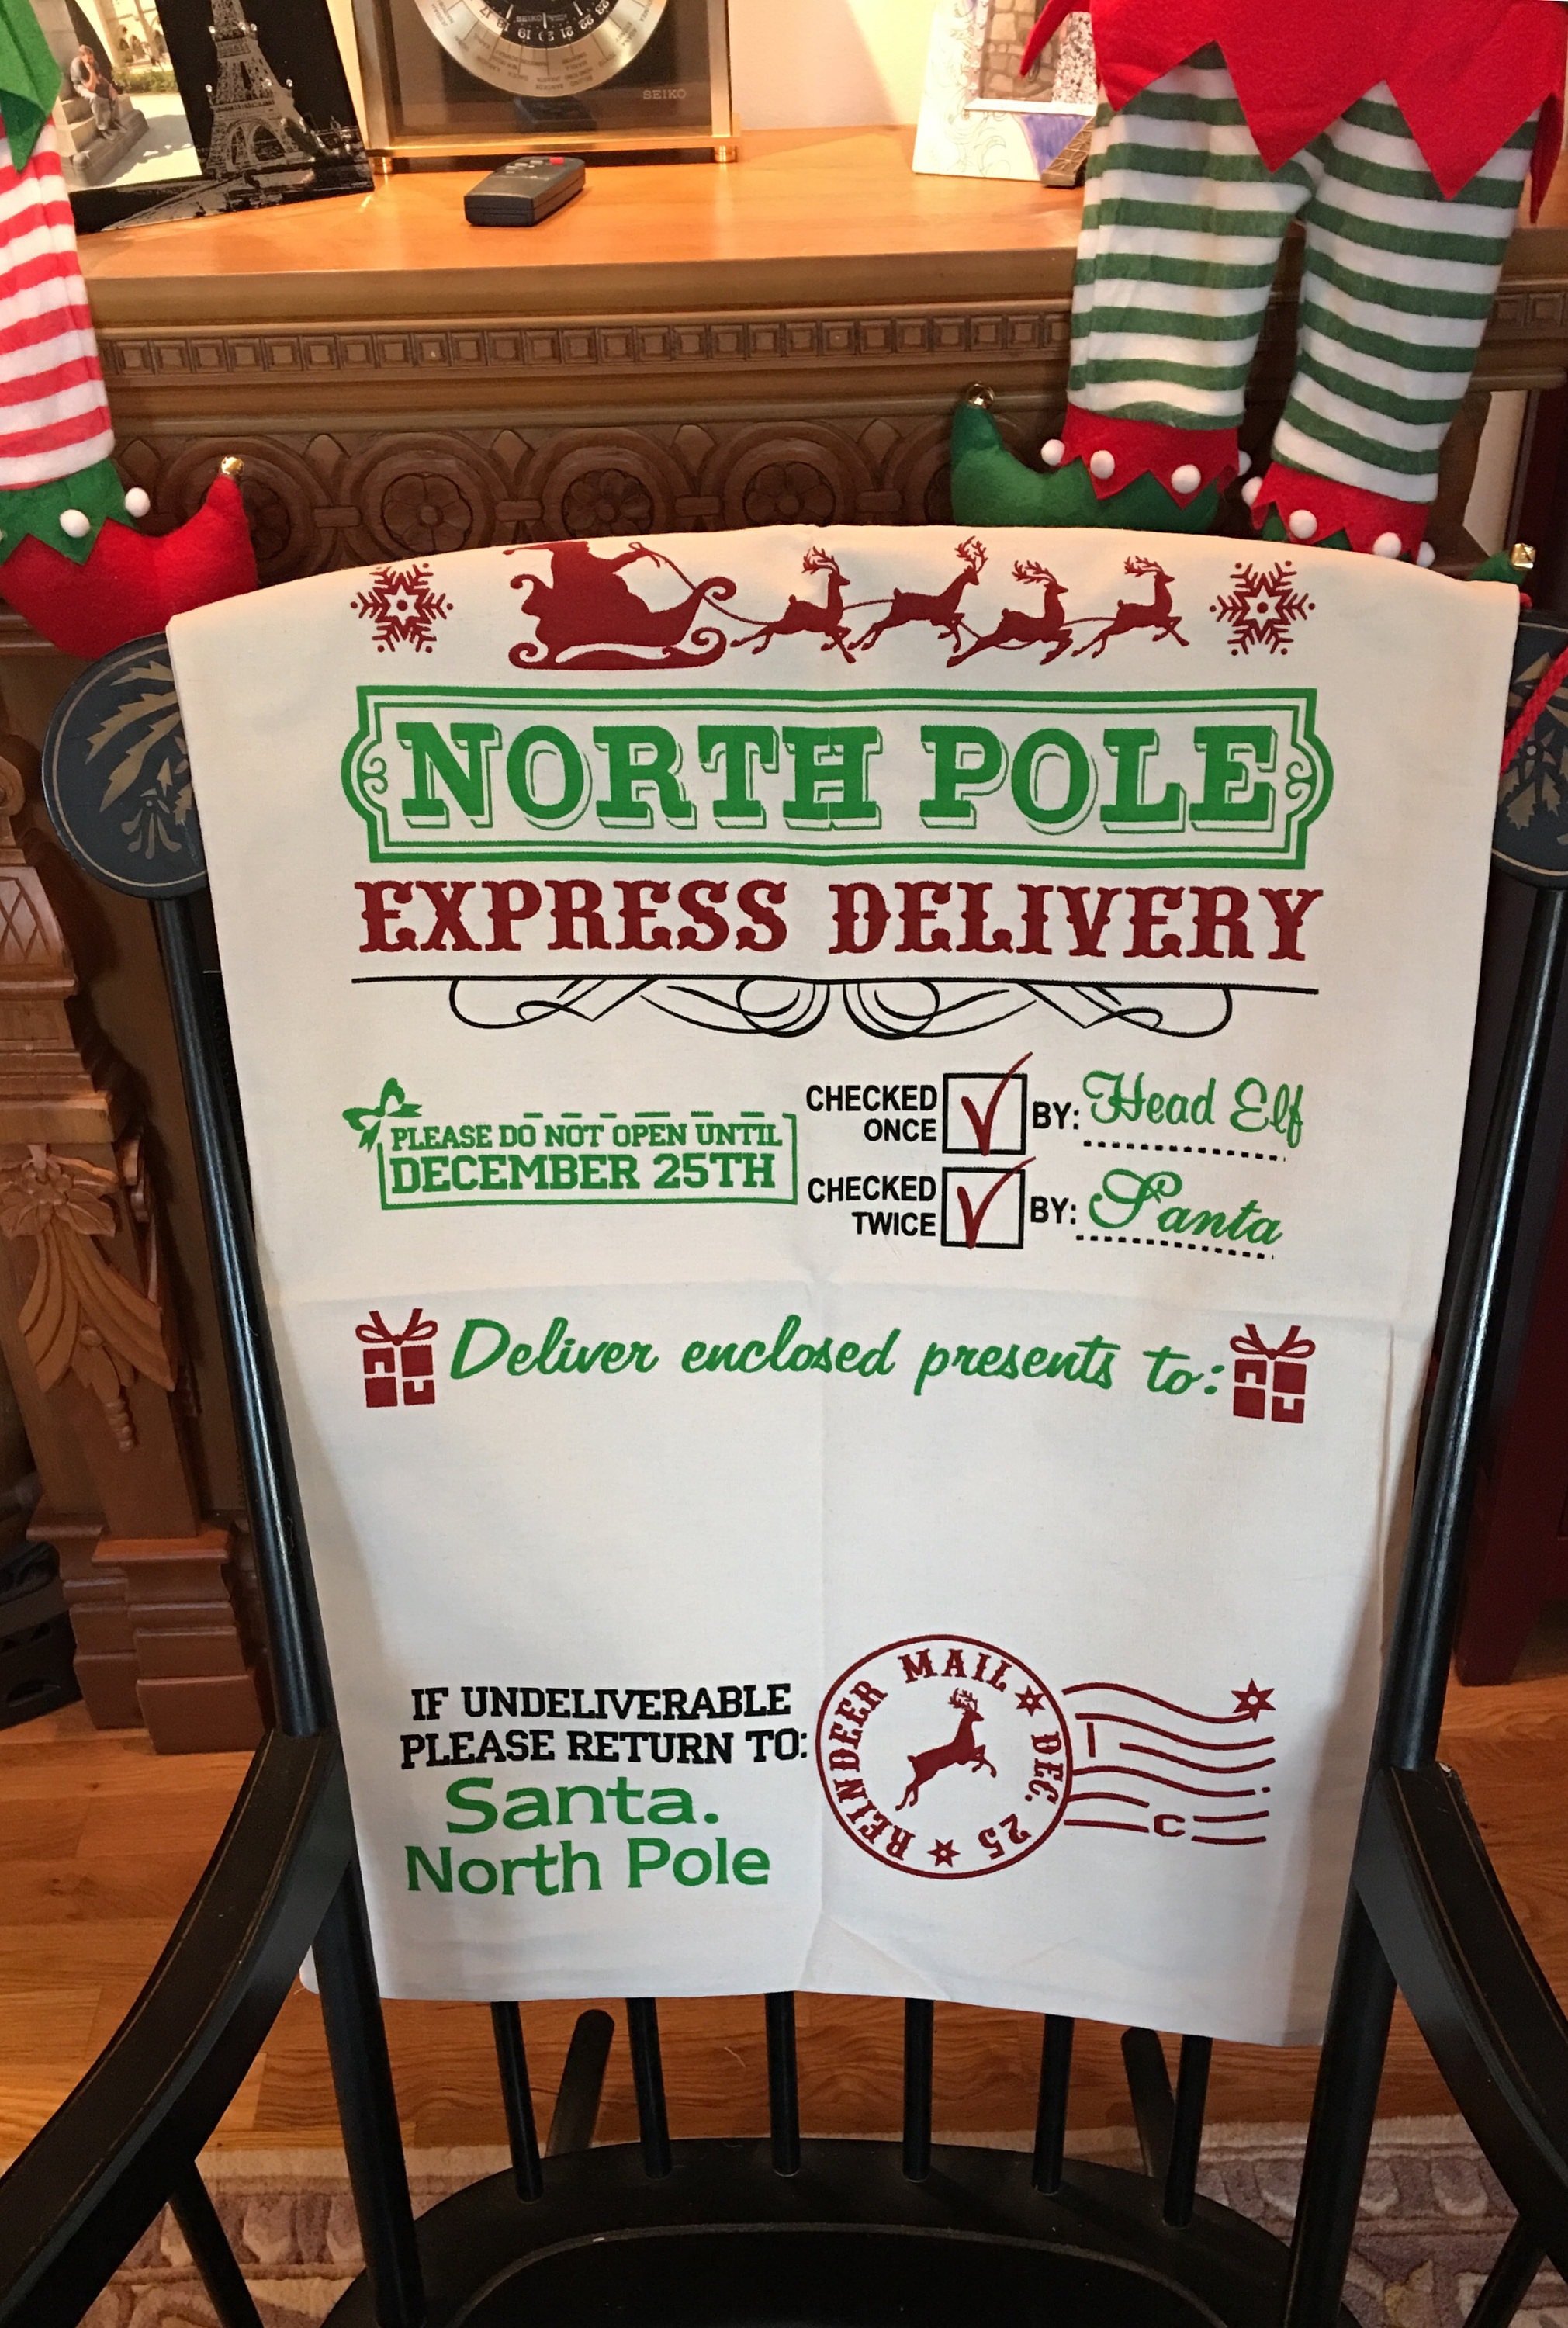 SEIKO
NORTH POLE
EXPRESS DELIVERY
PLEASE DO NOT OPEN UNTIL
DECEMBER 25TH
CHECKED
ONCE
BY: Head Elf
CHECKED
TWICE
BY: Santa
Deliver enclosed presents to:
IF UNDELIVERABLE
PLEASE RETURN TO:
Santa.
North Pole
REINDEER MAIL DEC. 25